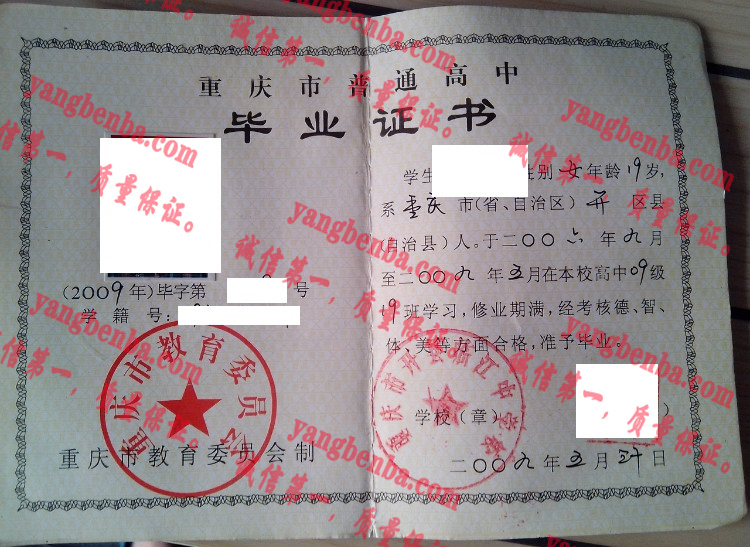 重庆市普通高中
毕业证书
(2009年)毕字第 号
学籍号:
重庆市教育委员会
重庆市教育委员会制
学生 性别 女 年龄 19 岁,
系 重庆 市(省、自治区) 开 区县
(自治县)人。于二〇〇六年九月
至二〇〇九年五月在本校高中09级
19班学习,修业期满,经考核德、智、
体、美等方面合格,准予毕业。
学校(章) )
二〇〇九年五月 日
yangbenba.com
诚信第一,质量保证。